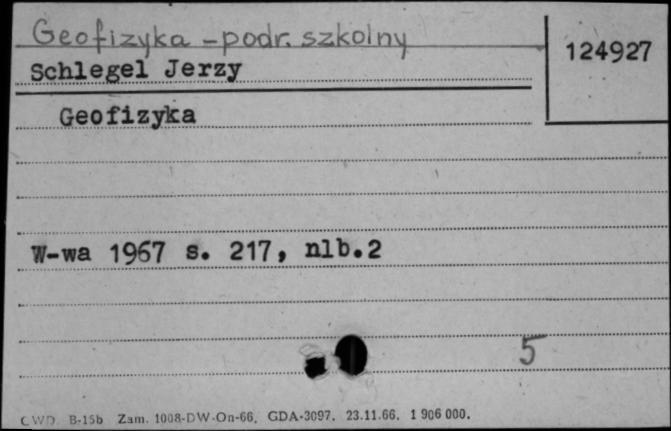 Geofizyka - podr. szkolny
124927
Schlegel Jerzy
Geofizyka
W-wa 1967 s. 217, nlb.2
5
CWD B-15b Zam. 1008-DW-On-66. GDA-3097. 23.11.66. 1 906 000.